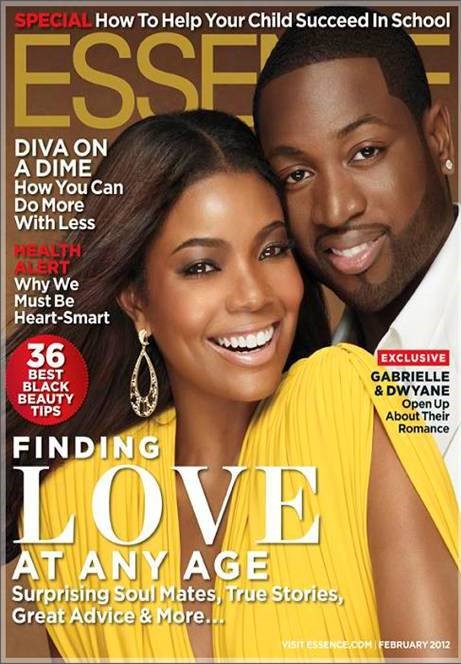 SPECIAL How To Help Your Child Succeed In School
ESSENCE
DIVA ON
A DIME
How You Can
Do More
With Less
HEALTH
ALERT
Why We
Must Be
Heart-Smart
36
BEST
BLACK
BEAUTY
TIPS
EXCLUSIVE
GABRIELLE
& DWYANE
Open Up
About Their
Romance
FINDING
LOVE
AT ANY AGE
Surprising Soul Mates, True Stories,
Great Advice & More...
VISIT ESSENCE.COM | FEBRUARY 2012